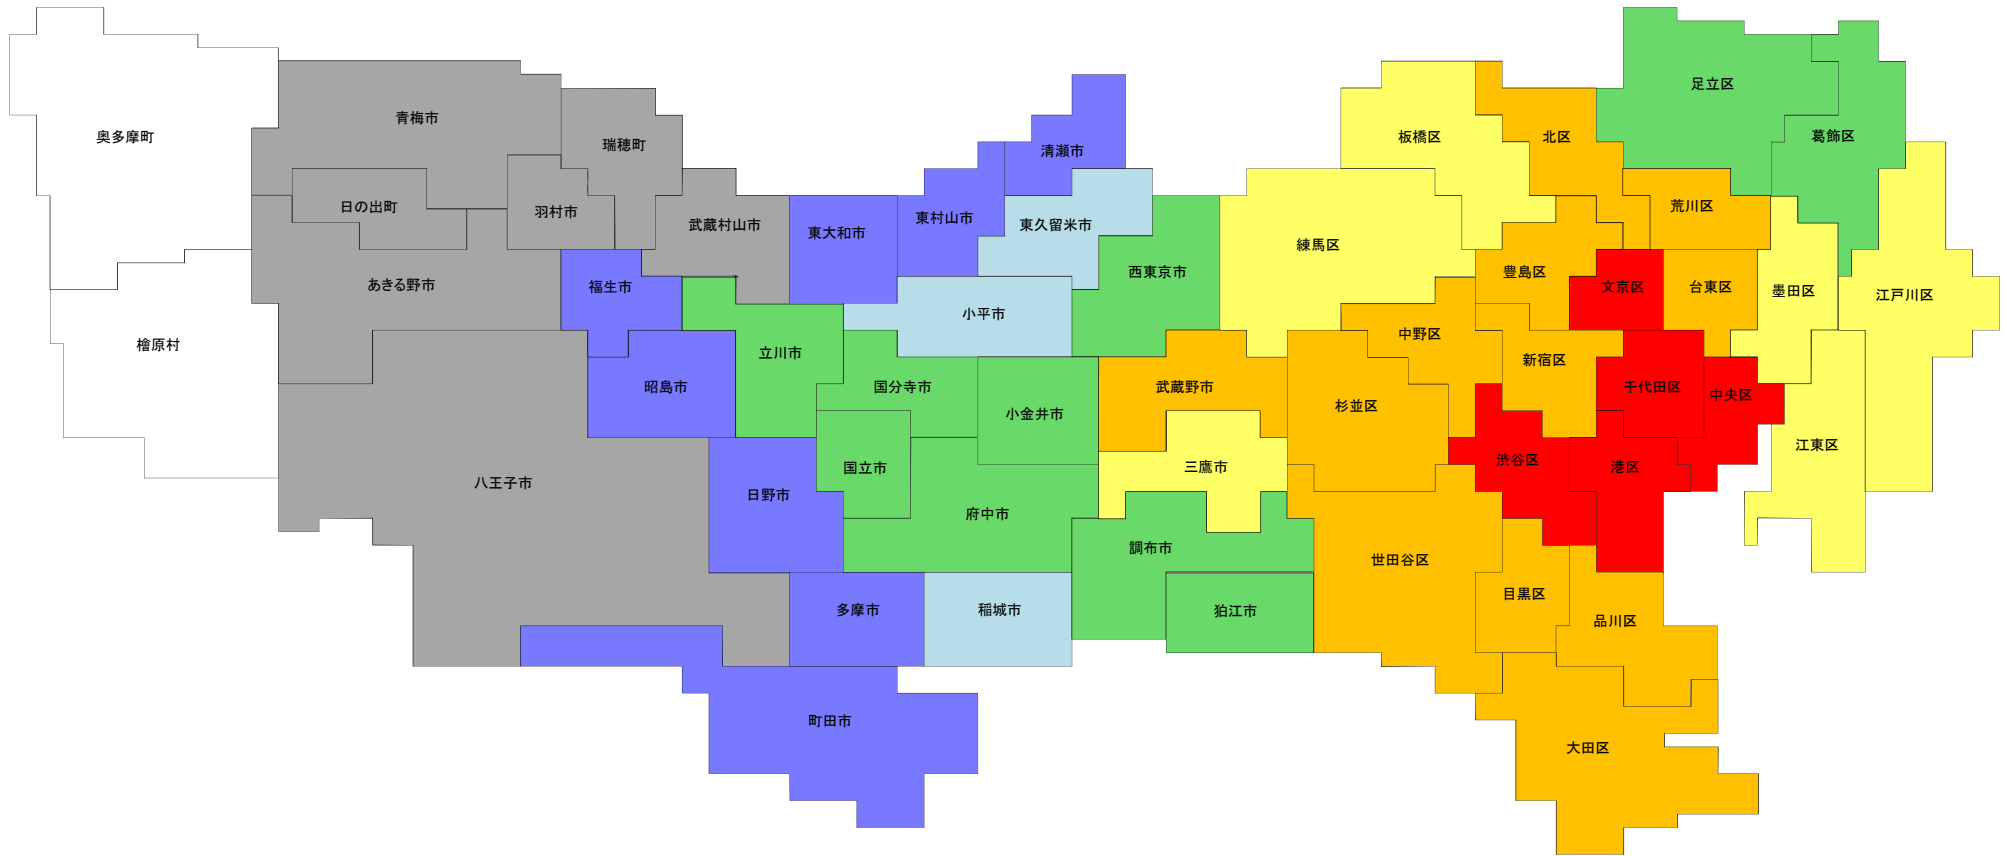 足立区
青梅市
葛飾区
奥多摩町
板橋区
北区
瑞穂町
清瀬市
日の出町
羽村市
荒川区
東村山市
武蔵村山市
東久留米市
東大和市
練馬区
西東京市
豊島区
あきる野市
福生市
文京区
台東区
墨田区
江戸川区
小平市
中野区
檜原村
立川市
新宿区
昭島市
国分寺市
武蔵野市
千代田区
中央区
杉並区
小金井市
江東区
渋谷区
国立市
三鷹市
港区
八王子市
日野市
府中市
調布市
世田谷区
目黒区
多摩市
稲城市
狛江市
品川区
町田市
大田区